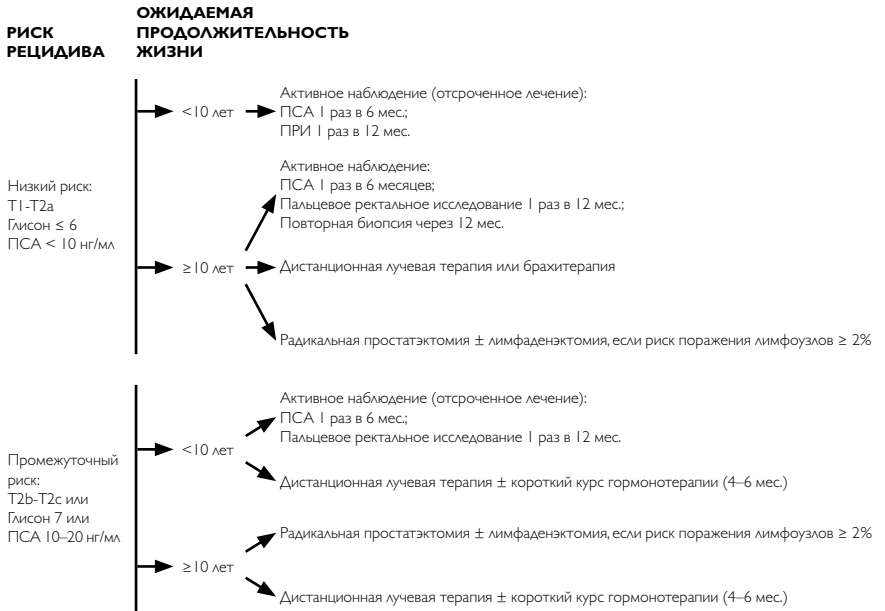 РИСК
РЕЦИДИВА
ОЖИДАЕМАЯ
ПРОДОЛЖИТЕЛЬНОСТЬ
ЖИЗНИ
Низкий риск:
T1-T2a
Глисон ≤ 6
ПСА < 10 нг/мл
<10 лет
Активное наблюдение (отсроченное лечение):
ПСА 1 раз в 6 мес.;
ПРИ 1 раз в 12 мес.
≥10 лет
Активное наблюдение:
ПСА 1 раз в 6 месяцев;
Пальцевое ректальное исследование 1 раз в 12 мес.;
Повторная биопсия через 12 мес.
Дистанционная лучевая терапия или брахитерапия
Радикальная простатэктомия ± лимфаденэктомия, если риск поражения лимфоузлов ≥ 2%
Промежуточный
риск:
T2b-T2c или
Глисон 7 или
ПСА 10–20 нг/мл
<10 лет
Активное наблюдение (отсроченное лечение):
ПСА 1 раз в 6 мес.;
Пальцевое ректальное исследование 1 раз в 12 мес.
Дистанционная лучевая терапия ± короткий курс гормонотерапии (4–6 мес.)
≥10 лет
Радикальная простатэктомия ± лимфаденэктомия, если риск поражения лимфоузлов ≥ 2%
Дистанционная лучевая терапия ± короткий курс гормонотерапии (4–6 мес.)